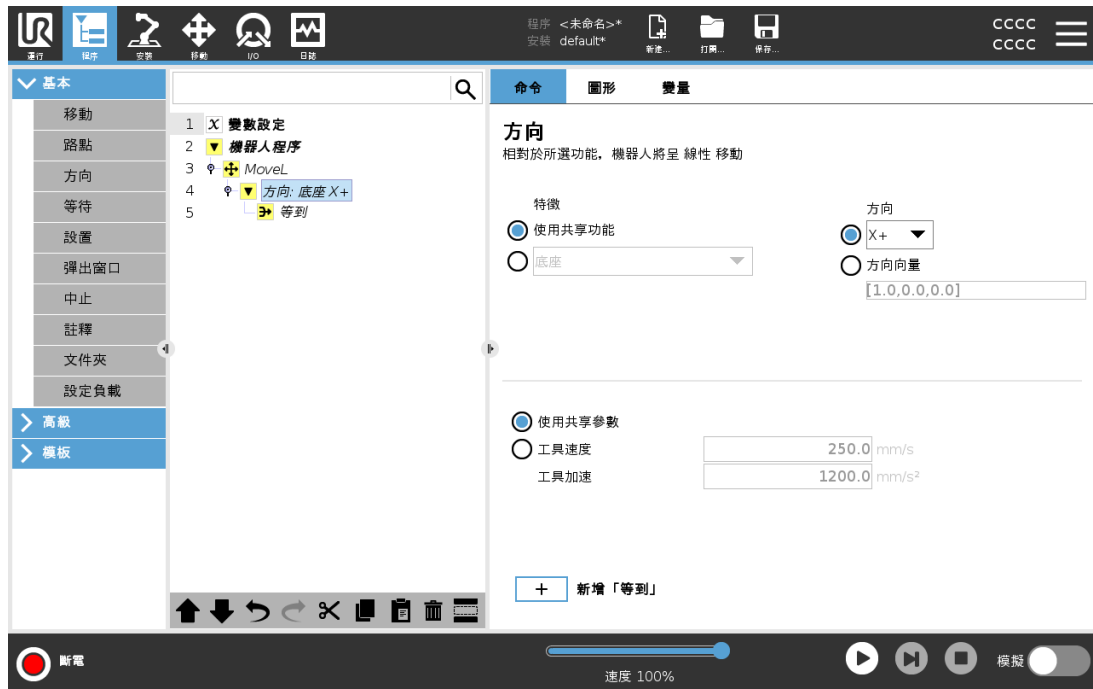 UR
運行 程序 安裝 移動 I/O 日誌
程序 <未命名>*
安裝 default*
新建... 打開... 保存...
CCCC
CCCC
基本
移動
路點
方向
等待
設置
彈出窗口
中止
註釋
文件夾
設定負載
高級
模板
1 X 變數設定
2 機器人程序
3 MoveL
4 方向: 底座 X+
5 等到
命令 圖形 變量
方向
相對於所選功能，機器人將呈 線性 移動
特徵
使用共享功能
底座
方向
X+
方向向量
[1.0,0.0,0.0]
使用共享參數
工具速度 250.0 mm/s
工具加速 1200.0 mm/s²
+ 新增「等到」
斷電
速度 100%
模擬